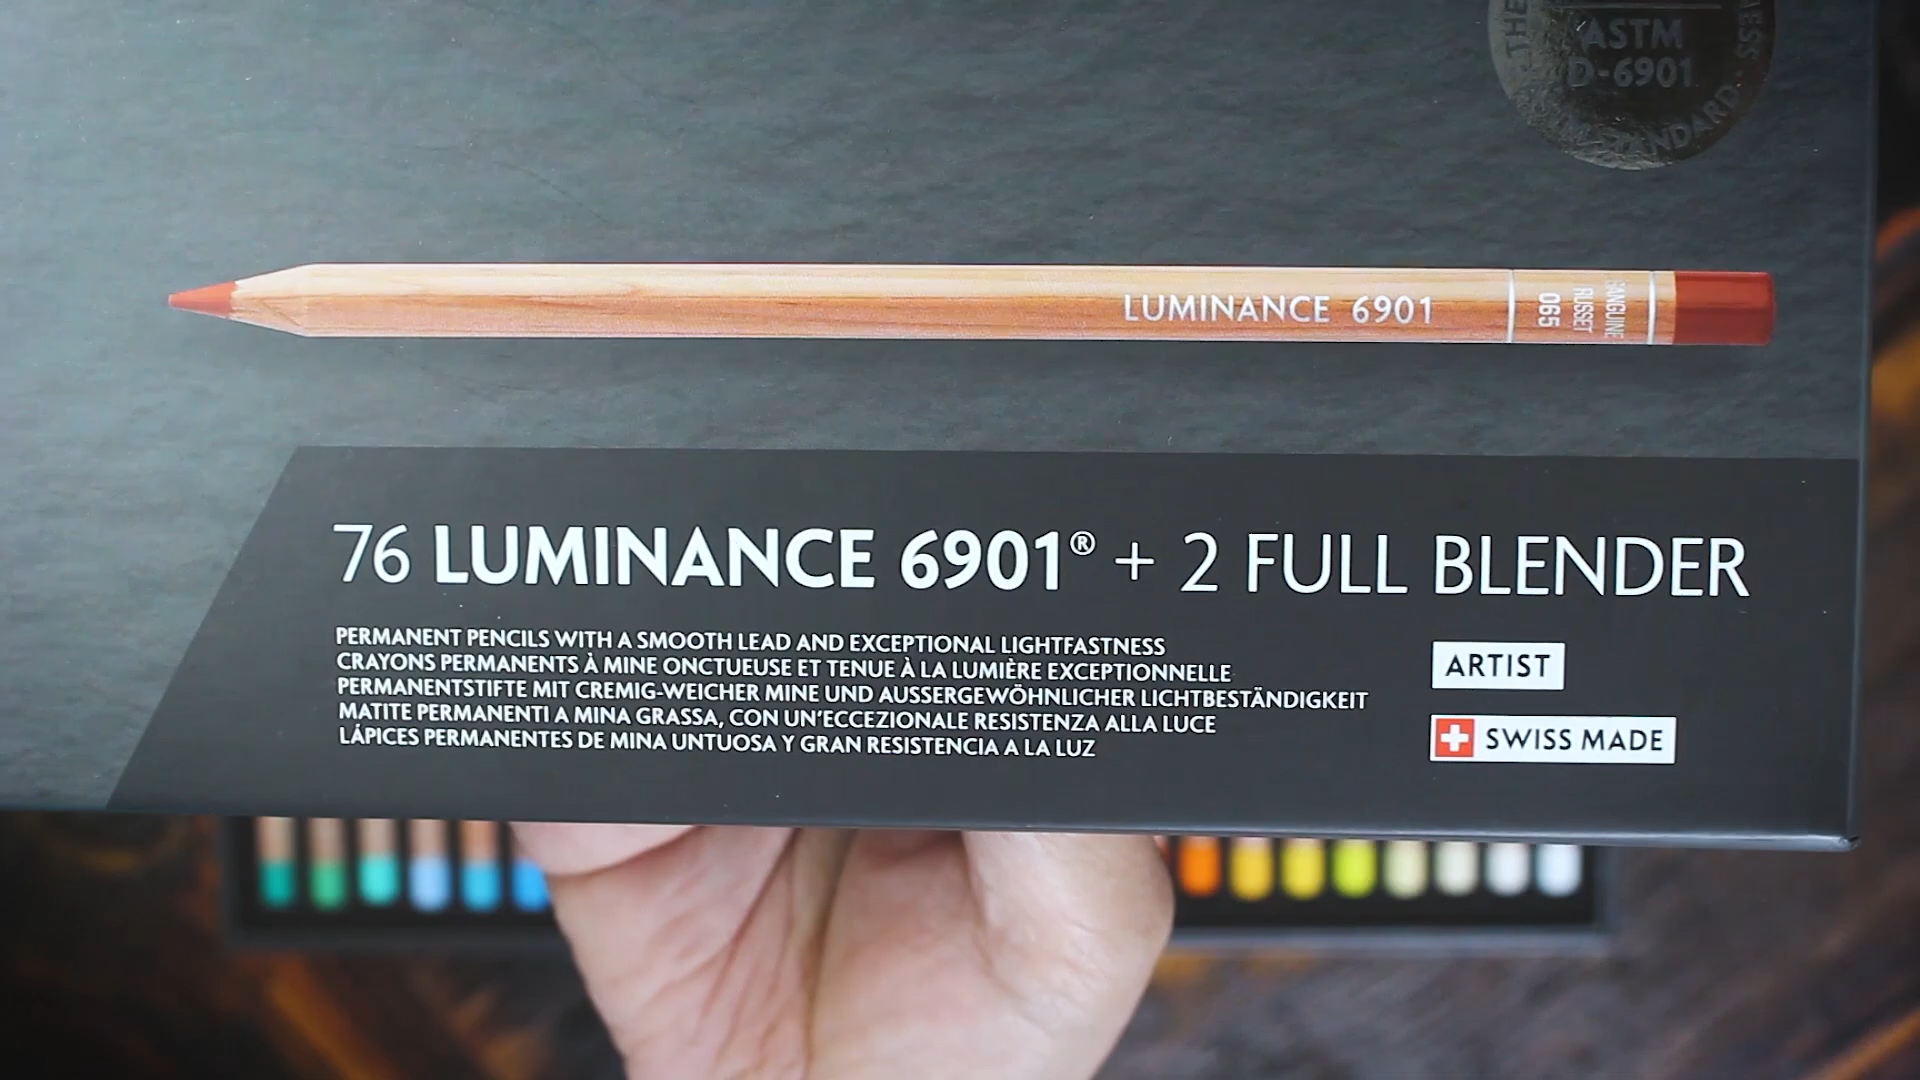 ASTM
D-6901
THE
STANDARD
LUMINANCE 6901
065
RUSSET
SANGUINE
76 LUMINANCE 6901® + 2 FULL BLENDER
PERMANENT PENCILS WITH A SMOOTH LEAD AND EXCEPTIONAL LIGHTFASTNESS
CRAYONS PERMANENTS À MINE ONCTUEUSE ET TENUE À LA LUMIÈRE EXCEPTIONNELLE
PERMANENTSTIFTE MIT CREMIG-WEICHER MINE UND AUSSERGEWÖHNLICHER LICHTBESTÄNDIGKEIT
MATITE PERMANENTI A MINA GRASSA, CON UN'ECCEZIONALE RESISTENZA ALLA LUCE
LÁPICES PERMANENTES DE MINA UNTUOSA Y GRAN RESISTENCIA A LA LUZ
ARTIST
SWISS MADE